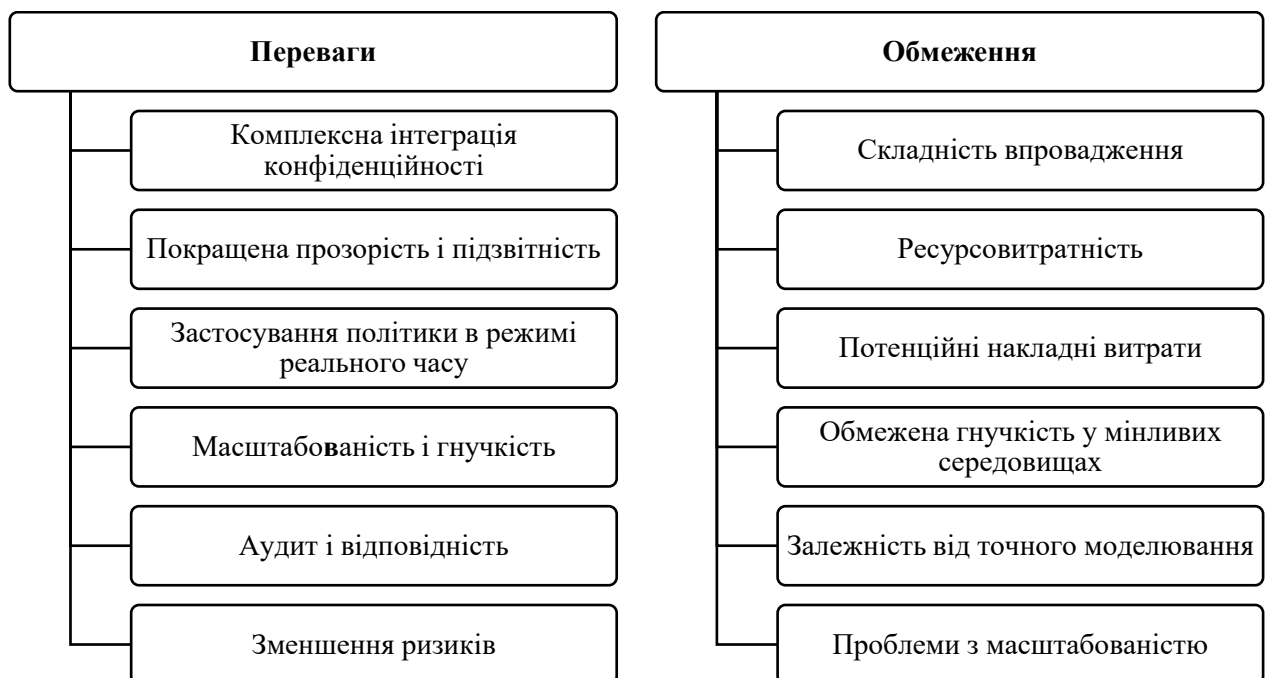 Переваги
Комплексна інтеграція
конфіденційності
Покращена прозорість і підзвітність
Застосування політики в режимі
реального часу
Масштабованість і гнучкість
Аудит і відповідність
Зменшення ризиків
Обмеження
Складність впровадження
Ресурсовитратність
Потенційні накладні витрати
Обмежена гнучкість у мінливих
середовищах
Залежність від точного моделювання
Проблеми з масштабованістю